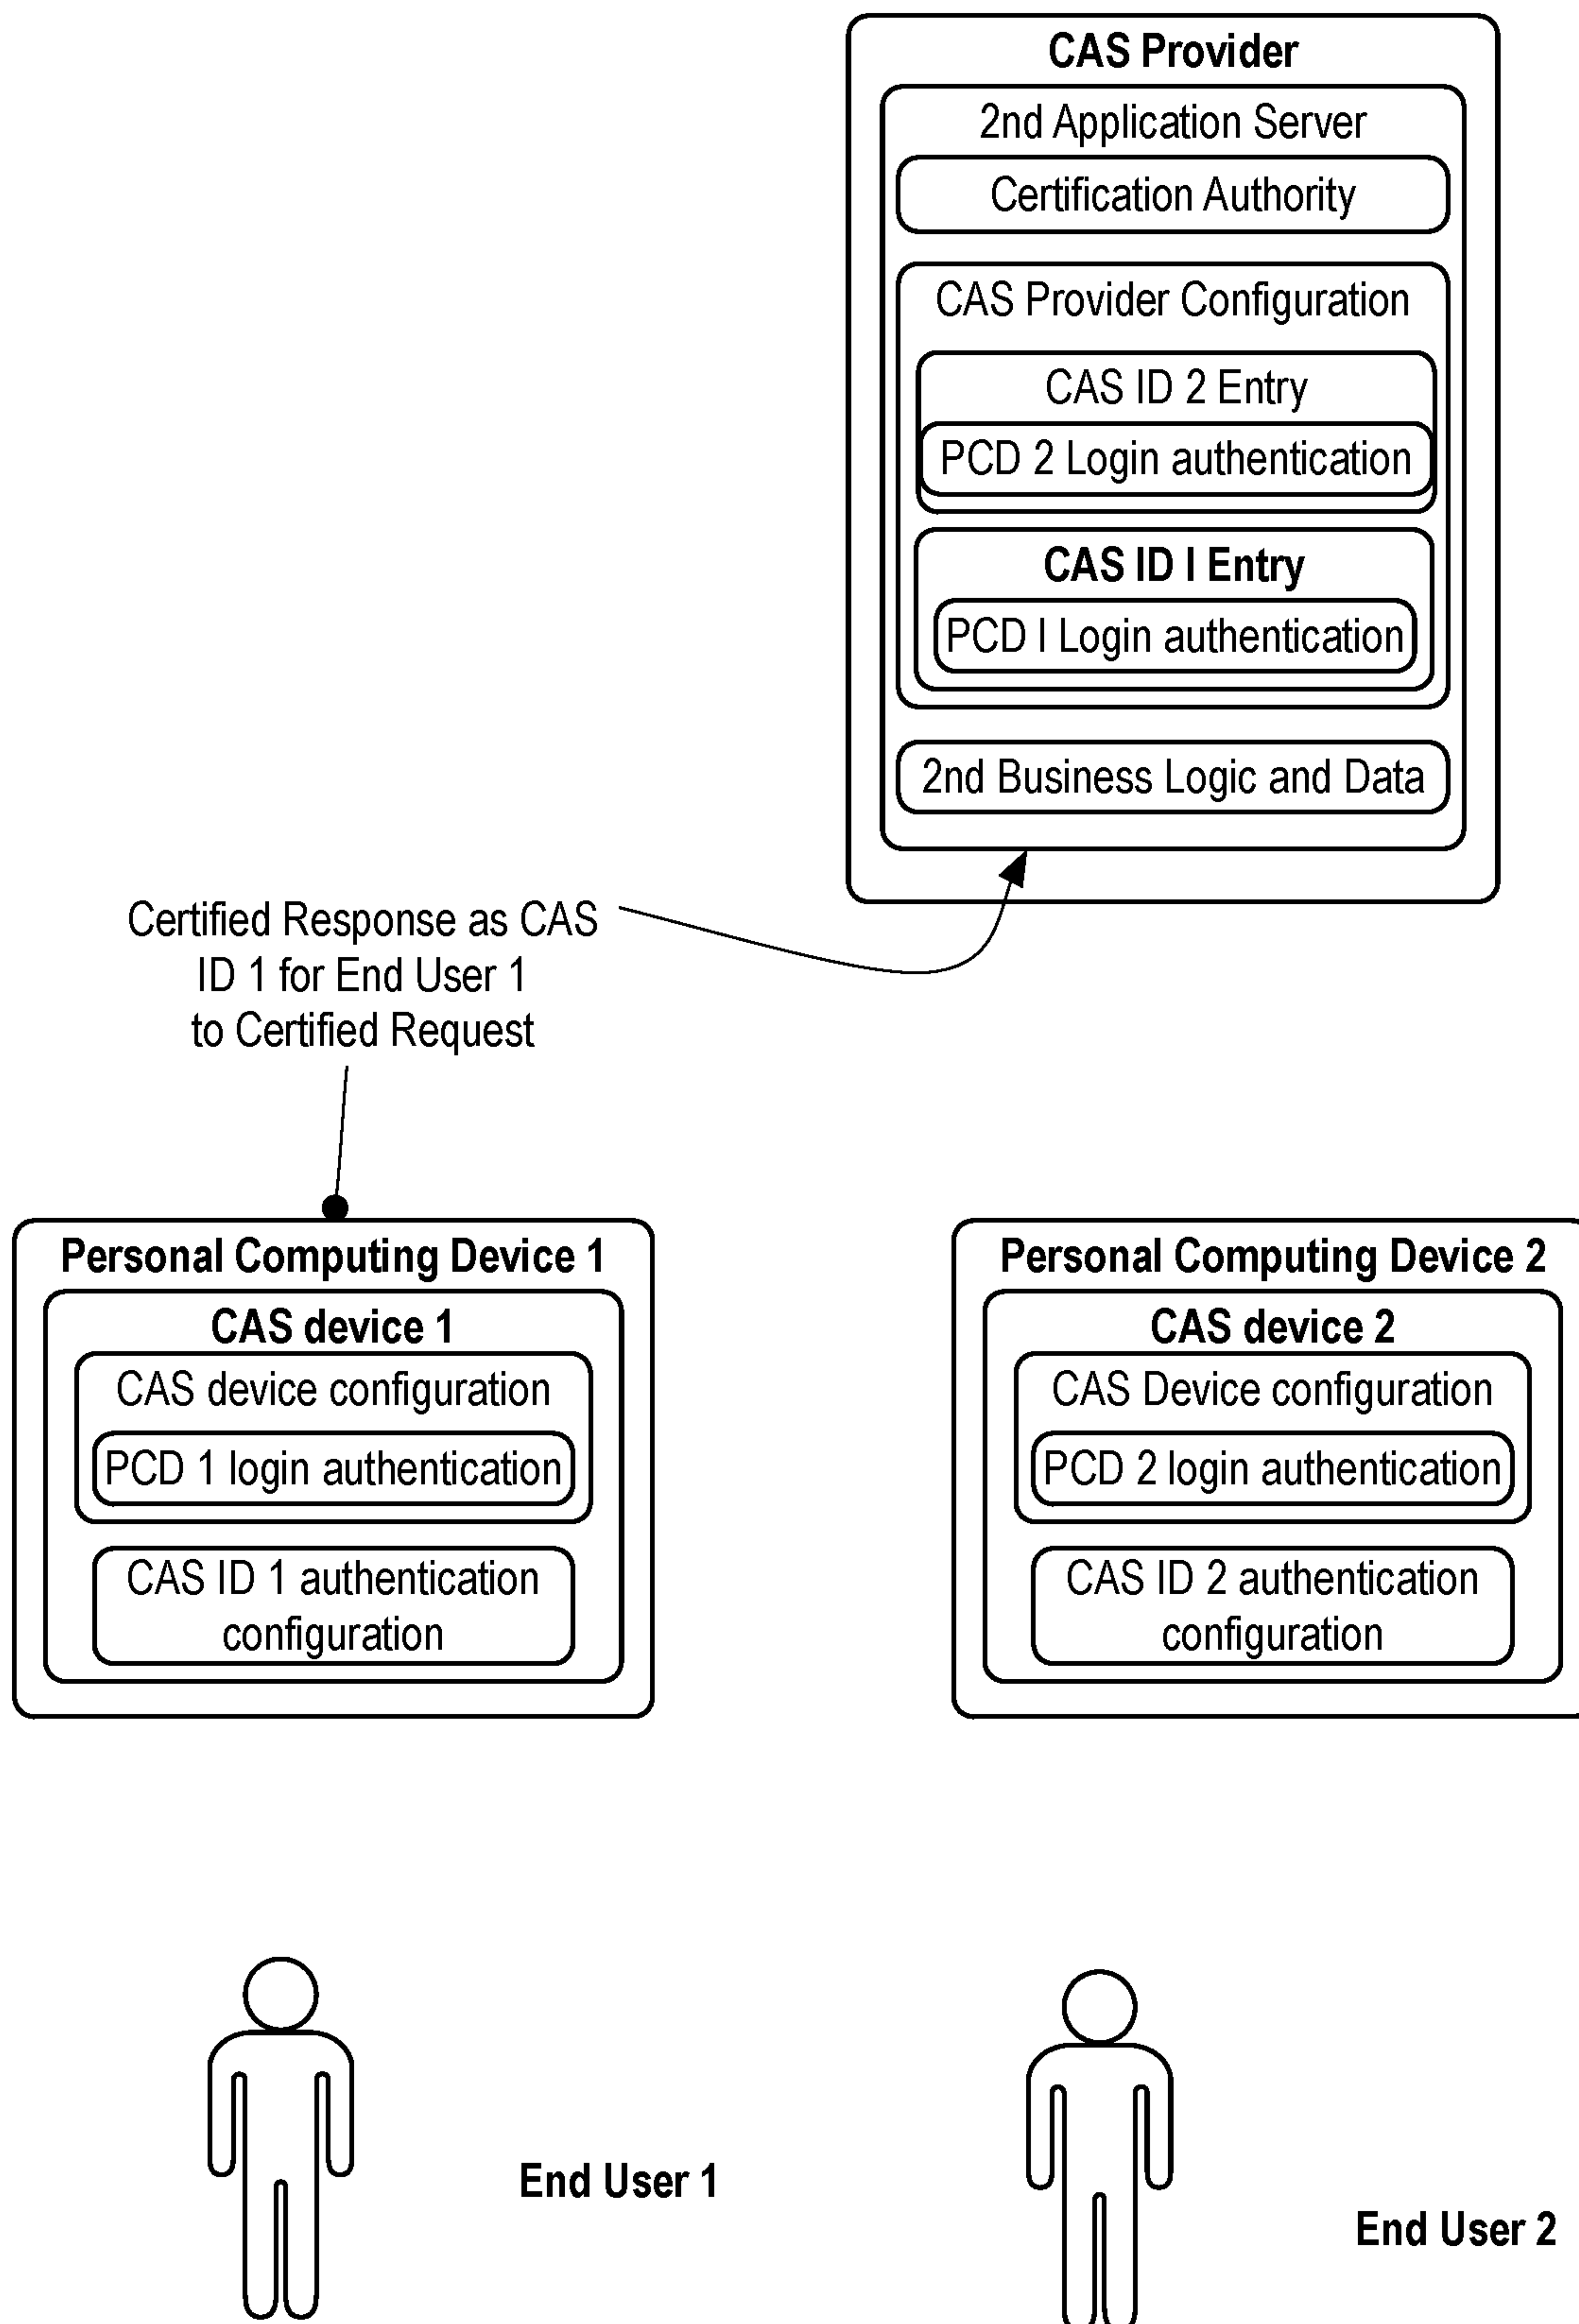 CAS Provider
2nd Application Server
Certification Authority
CAS Provider Configuration
CAS ID 2 Entry
PCD 2 Login authentication
CAS ID I Entry
PCD I Login authentication
2nd Business Logic and Data
Certified Response as CAS
ID 1 for End User 1
to Certified Request
Personal Computing Device 1
CAS device 1
CAS device configuration
PCD 1 login authentication
CAS ID 1 authentication
configuration
Personal Computing Device 2
CAS device 2
CAS Device configuration
PCD 2 login authentication
CAS ID 2 authentication
configuration
End User 1
End User 2